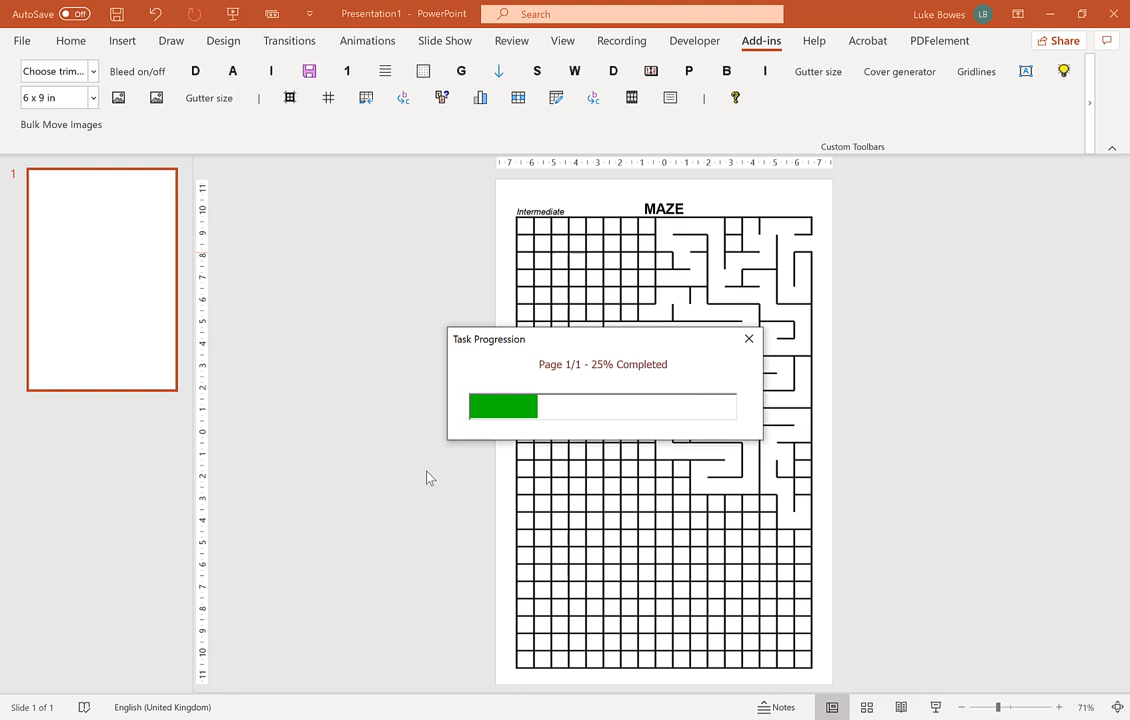 AutoSave Off Presentation1 - PowerPoint Search Luke Bowes LB
File Home Insert Draw Design Transitions Animations Slide Show Review View Recording Developer Add-ins Help Acrobat PDFelement Share
Choose trim... Bleed on/off D A I 1 G S W D P B I Gutter size Cover generator Gridlines
6 x 9 in Gutter size
Bulk Move Images
Custom Toolbars
1
Intermediate MAZE
Task Progression
Page 1/1 - 25% Completed
Slide 1 of 1 English (United Kingdom) Notes 71%